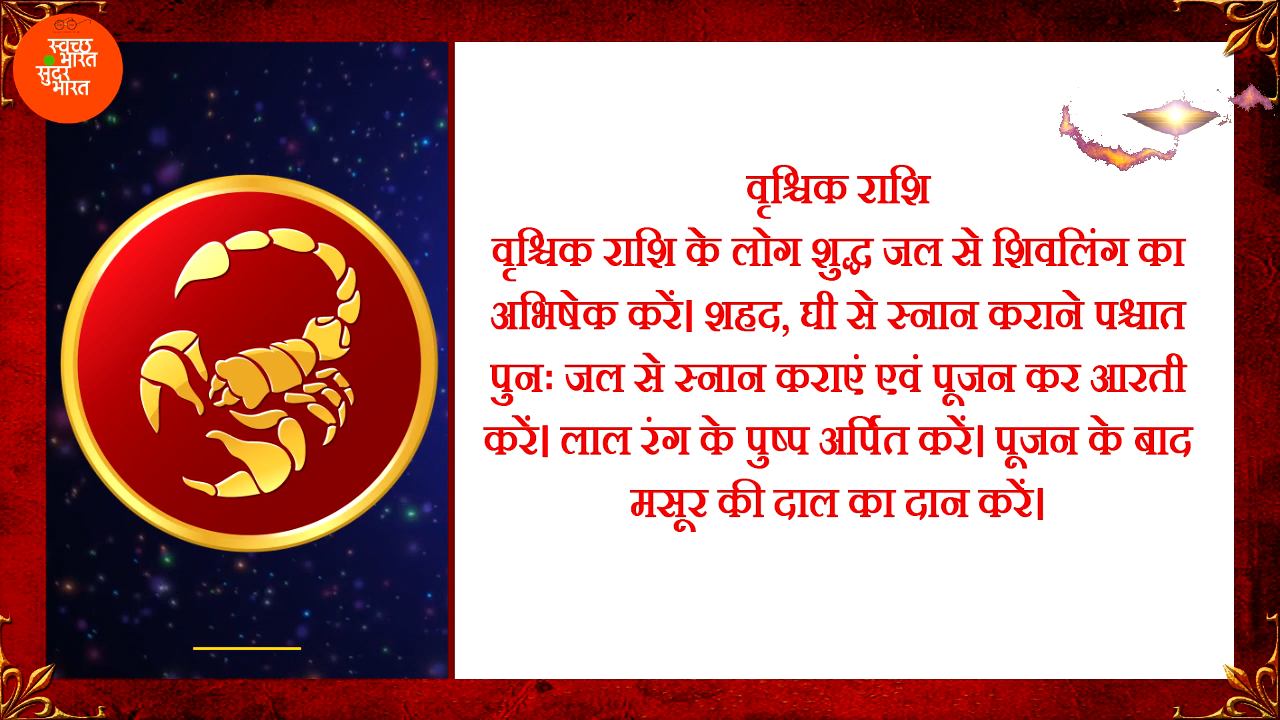 स्वच्छ
भारत
सुंदर
भारत
वृश्चिक राशि
वृश्चिक राशि के लोग शुद्ध जल से शिवलिंग का
अभिषेक करें। शहद, घी से स्नान कराने पश्चात
पुनः जल से स्नान कराएं एवं पूजन कर आरती
करें। लाल रंग के पुष्प अर्पित करें। पूजन के बाद
मसूर की दाल का दान करें।